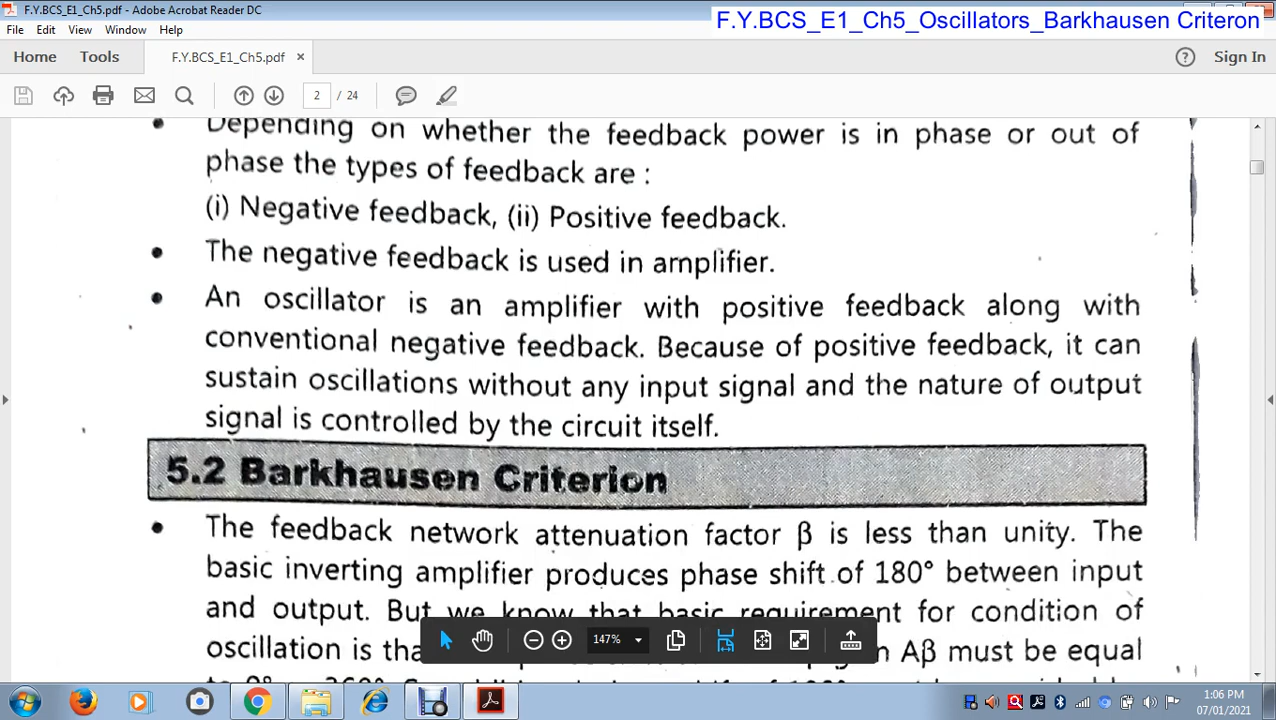 F.Y.BCS_E1_Ch5.pdf - Adobe Acrobat Reader DC
F.Y.BCS_E1_Ch5_Oscillators_Barkhausen Criteron
File Edit View Window Help
Home Tools F.Y.BCS_E1_Ch5.pdf × Sign In
2 / 24
Depending on whether the feedback power is in phase or out of
phase the types of feedback are :
(i) Negative feedback, (ii) Positive feedback.
• The negative feedback is used in amplifier.
• An oscillator is an amplifier with positive feedback along with
conventional negative feedback. Because of positive feedback, it can
sustain oscillations without any input signal and the nature of output
signal is controlled by the circuit itself.
5.2 Barkhausen Criterion
• The feedback network attenuation factor β is less than unity. The
basic inverting amplifier produces phase shift of 180° between input
and output. But we know that basic requirement for condition of
oscillation is Aβ must be equal
147%
1:06 PM
07/01/2021